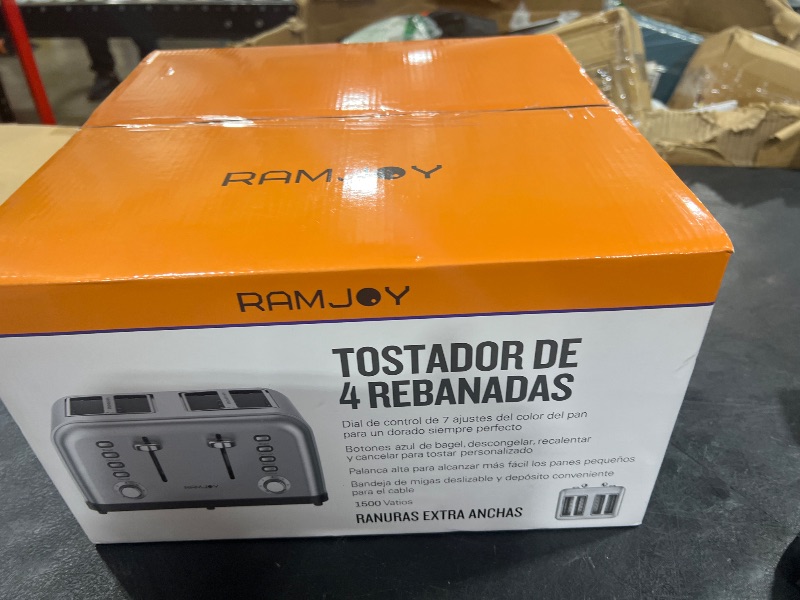 RAMJOY
RAMJOY
TOSTADOR DE
4 REBANADAS
Dial de control de 7 ajustes del color del pan
para un dorado siempre perfecto
Botones azul de bagel, descongelar, recalentar
y cancelar para tostar personalizado
Palanca alta para alcanzar más fácil los panes pequeños
Bandeja de migas deslizable y depósito conveniente
para el cable
1500 Vatios
RANURAS EXTRA ANCHAS
RAMJOY